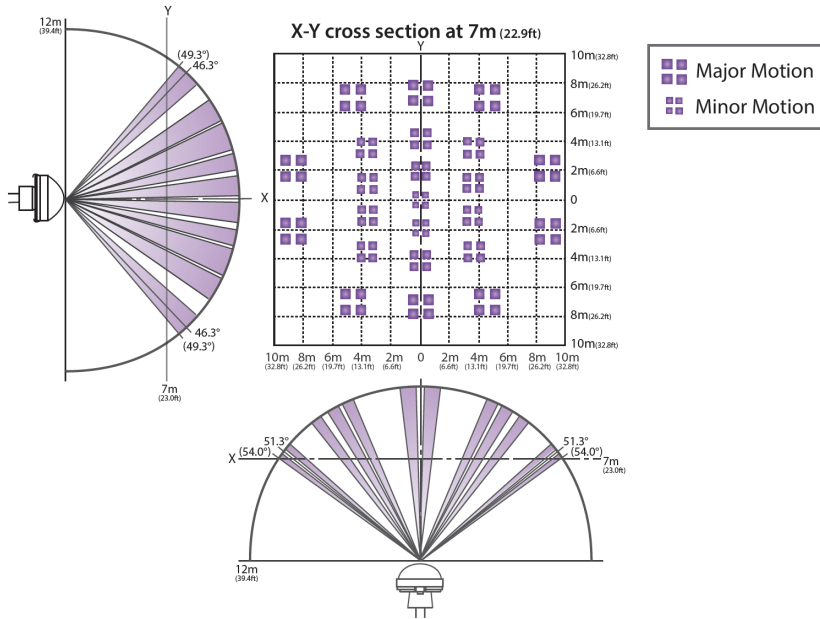 Y
12m
(39.4ft)
(49.3°)
46.3°
X
46.3°
(49.3°)
7m
(23.0ft)
X-Y cross section at 7m (22.9ft)
Y
10m(32.8ft)
8m(26.2ft)
6m(19.7ft)
4m(13.1ft)
2m(6.6ft)
0
2m(6.6ft)
4m(13.1ft)
6m(19.7ft)
8m(26.2ft)
10m(32.8ft)
10m 8m 6m 4m 2m 0 2m 4m 6m 8m 10m
(32.8ft) (26.2ft) (19.7ft) (13.1ft) (6.6ft) (6.6ft) (13.1ft) (19.7ft) (26.2ft) (32.8ft)
Major Motion
Minor Motion
51.3°
(54.0°)
X
51.3°
(54.0°)
7m
(23.0ft)
12m
(39.4ft)